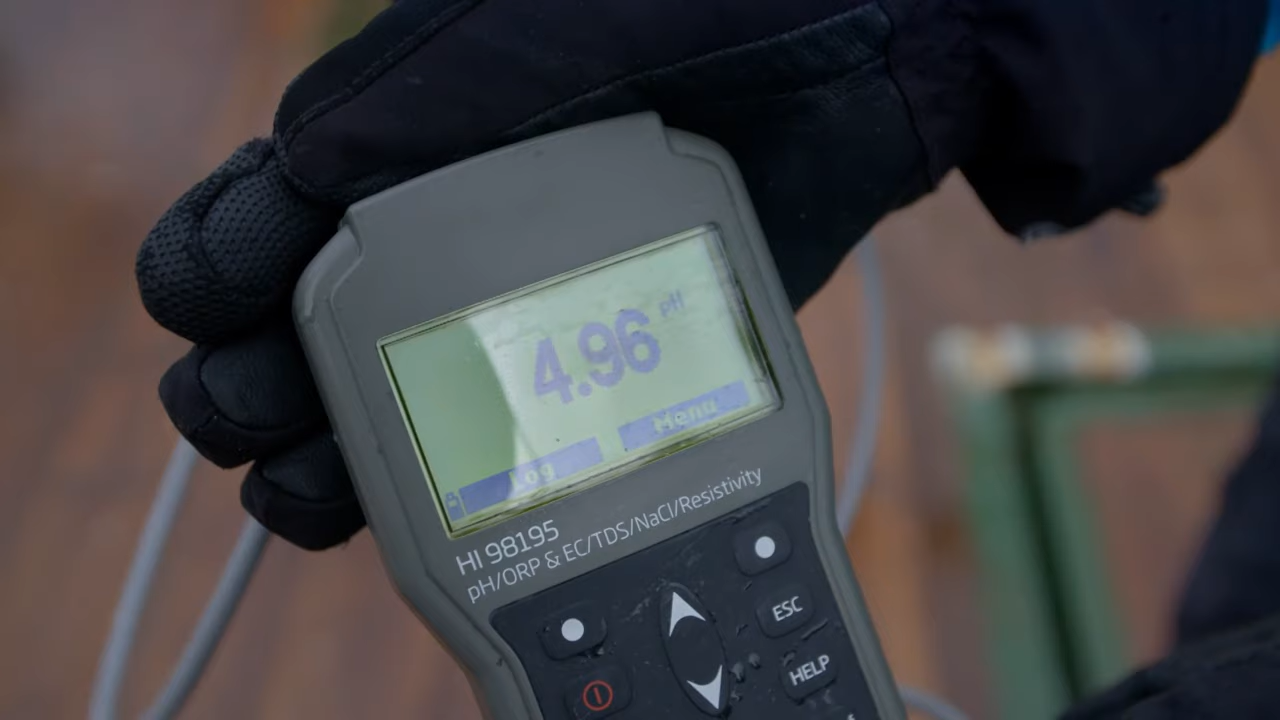 4.96 pH
Log Menu
HI 98195
pH/ORP & EC/TDS/NaCl/Resistivity
ESC
HELP